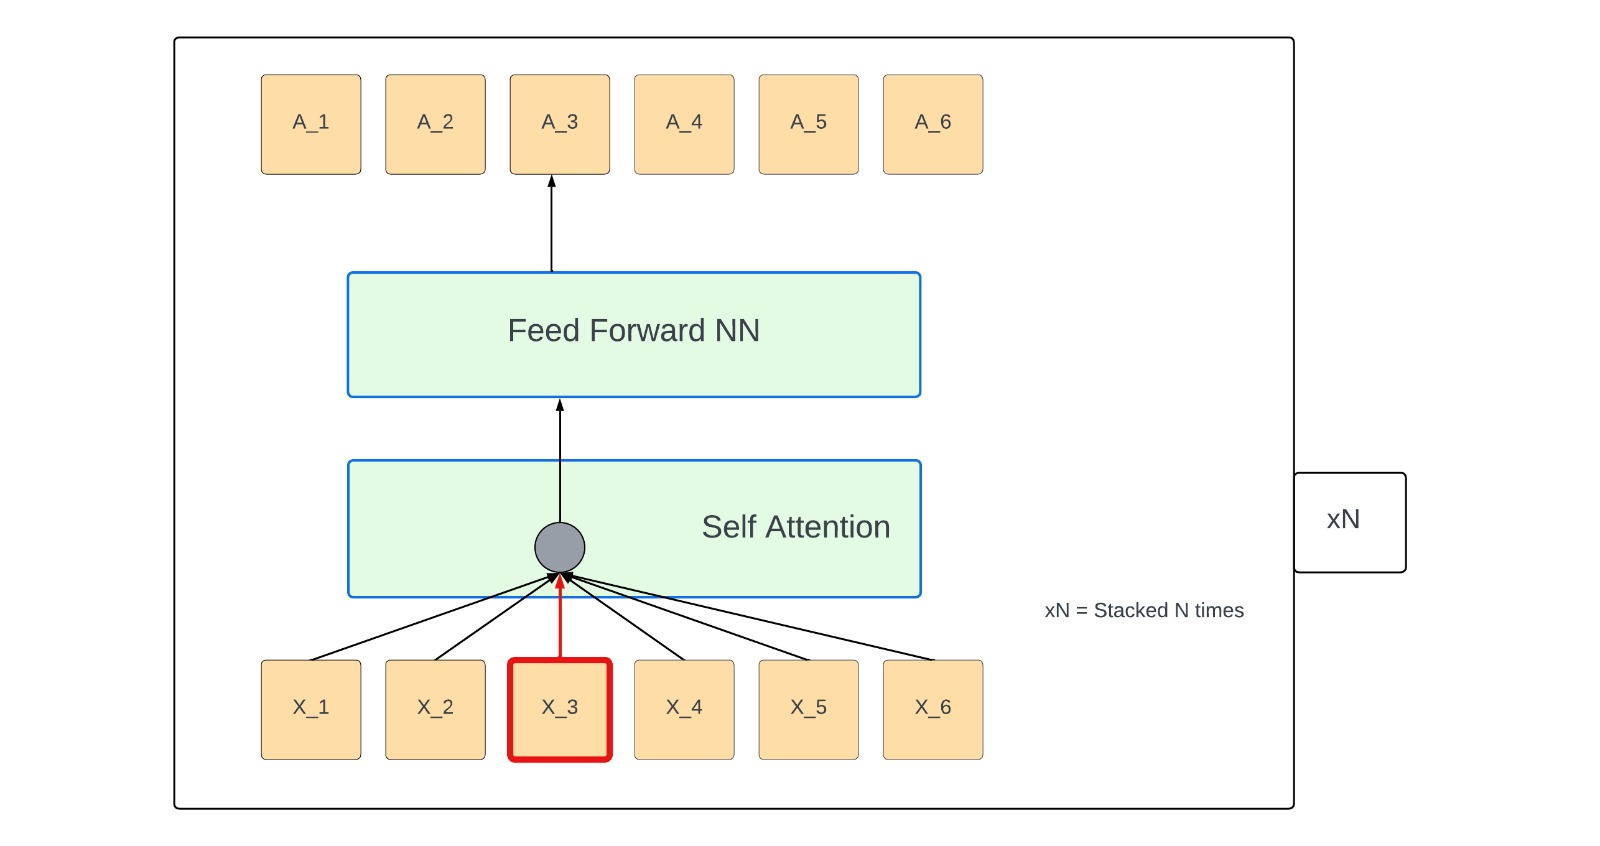 A_1 A_2 A_3 A_4 A_5 A_6
Feed Forward NN
Self Attention
xN
xN = Stacked N times
X_1 X_2 X_3 X_4 X_5 X_6